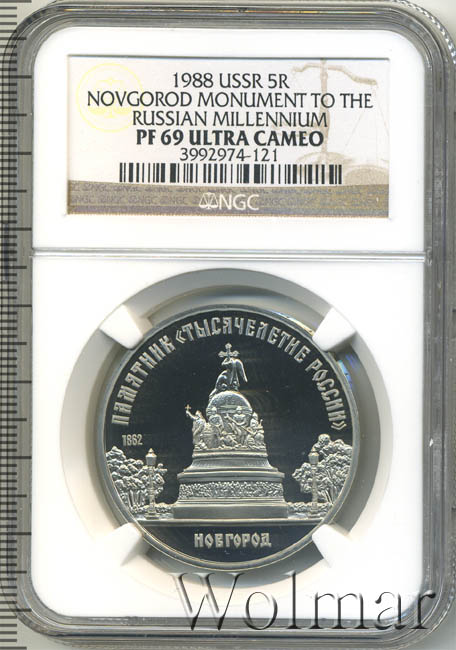 1988 USSR 5R
NOVGOROD MONUMENT TO THE
RUSSIAN MILLENNIUM
PF 69 ULTRA CAMEO
3992974-121
NGC
ПАМЯТНИК «ТЫСЯЧЕЛЕТИЕ РОССИИ»
1862
НОВГОРОД
Wolmar